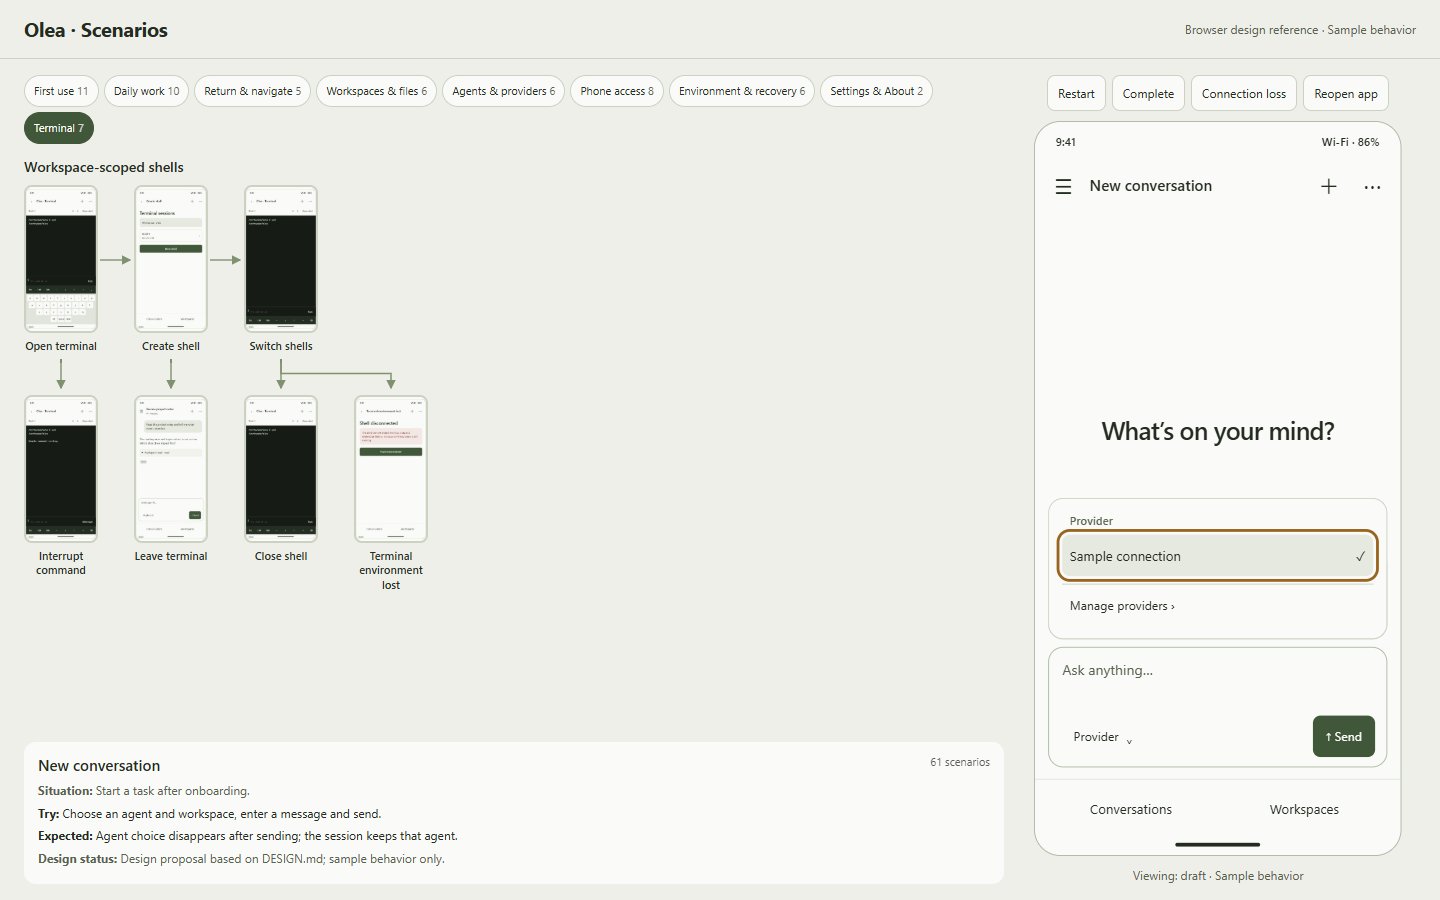 Olea · Scenarios
Browser design reference · Sample behavior
First use 11
Daily work 10
Return & navigate 5
Workspaces & files 6
Agents & providers 6
Phone access 8
Environment & recovery 6
Settings & About 2
Terminal 7
Workspace-scoped shells
Terminal sessions
Shell disconnected
Open terminal
Create shell
Switch shells
Interrupt
command
Leave terminal
Close shell
Terminal
environment
lost
New conversation
61 scenarios
Situation: Start a task after onboarding.
Try: Choose an agent and workspace, enter a message and send.
Expected: Agent choice disappears after sending; the session keeps that agent.
Design status: Design proposal based on DESIGN.md; sample behavior only.
Restart
Complete
Connection loss
Reopen app
9:41
Wi-Fi · 86%
New conversation
What's on your mind?
Provider
Sample connection
Manage providers ›
Ask anything...
Provider
↑ Send
Conversations
Workspaces
Viewing: draft · Sample behavior